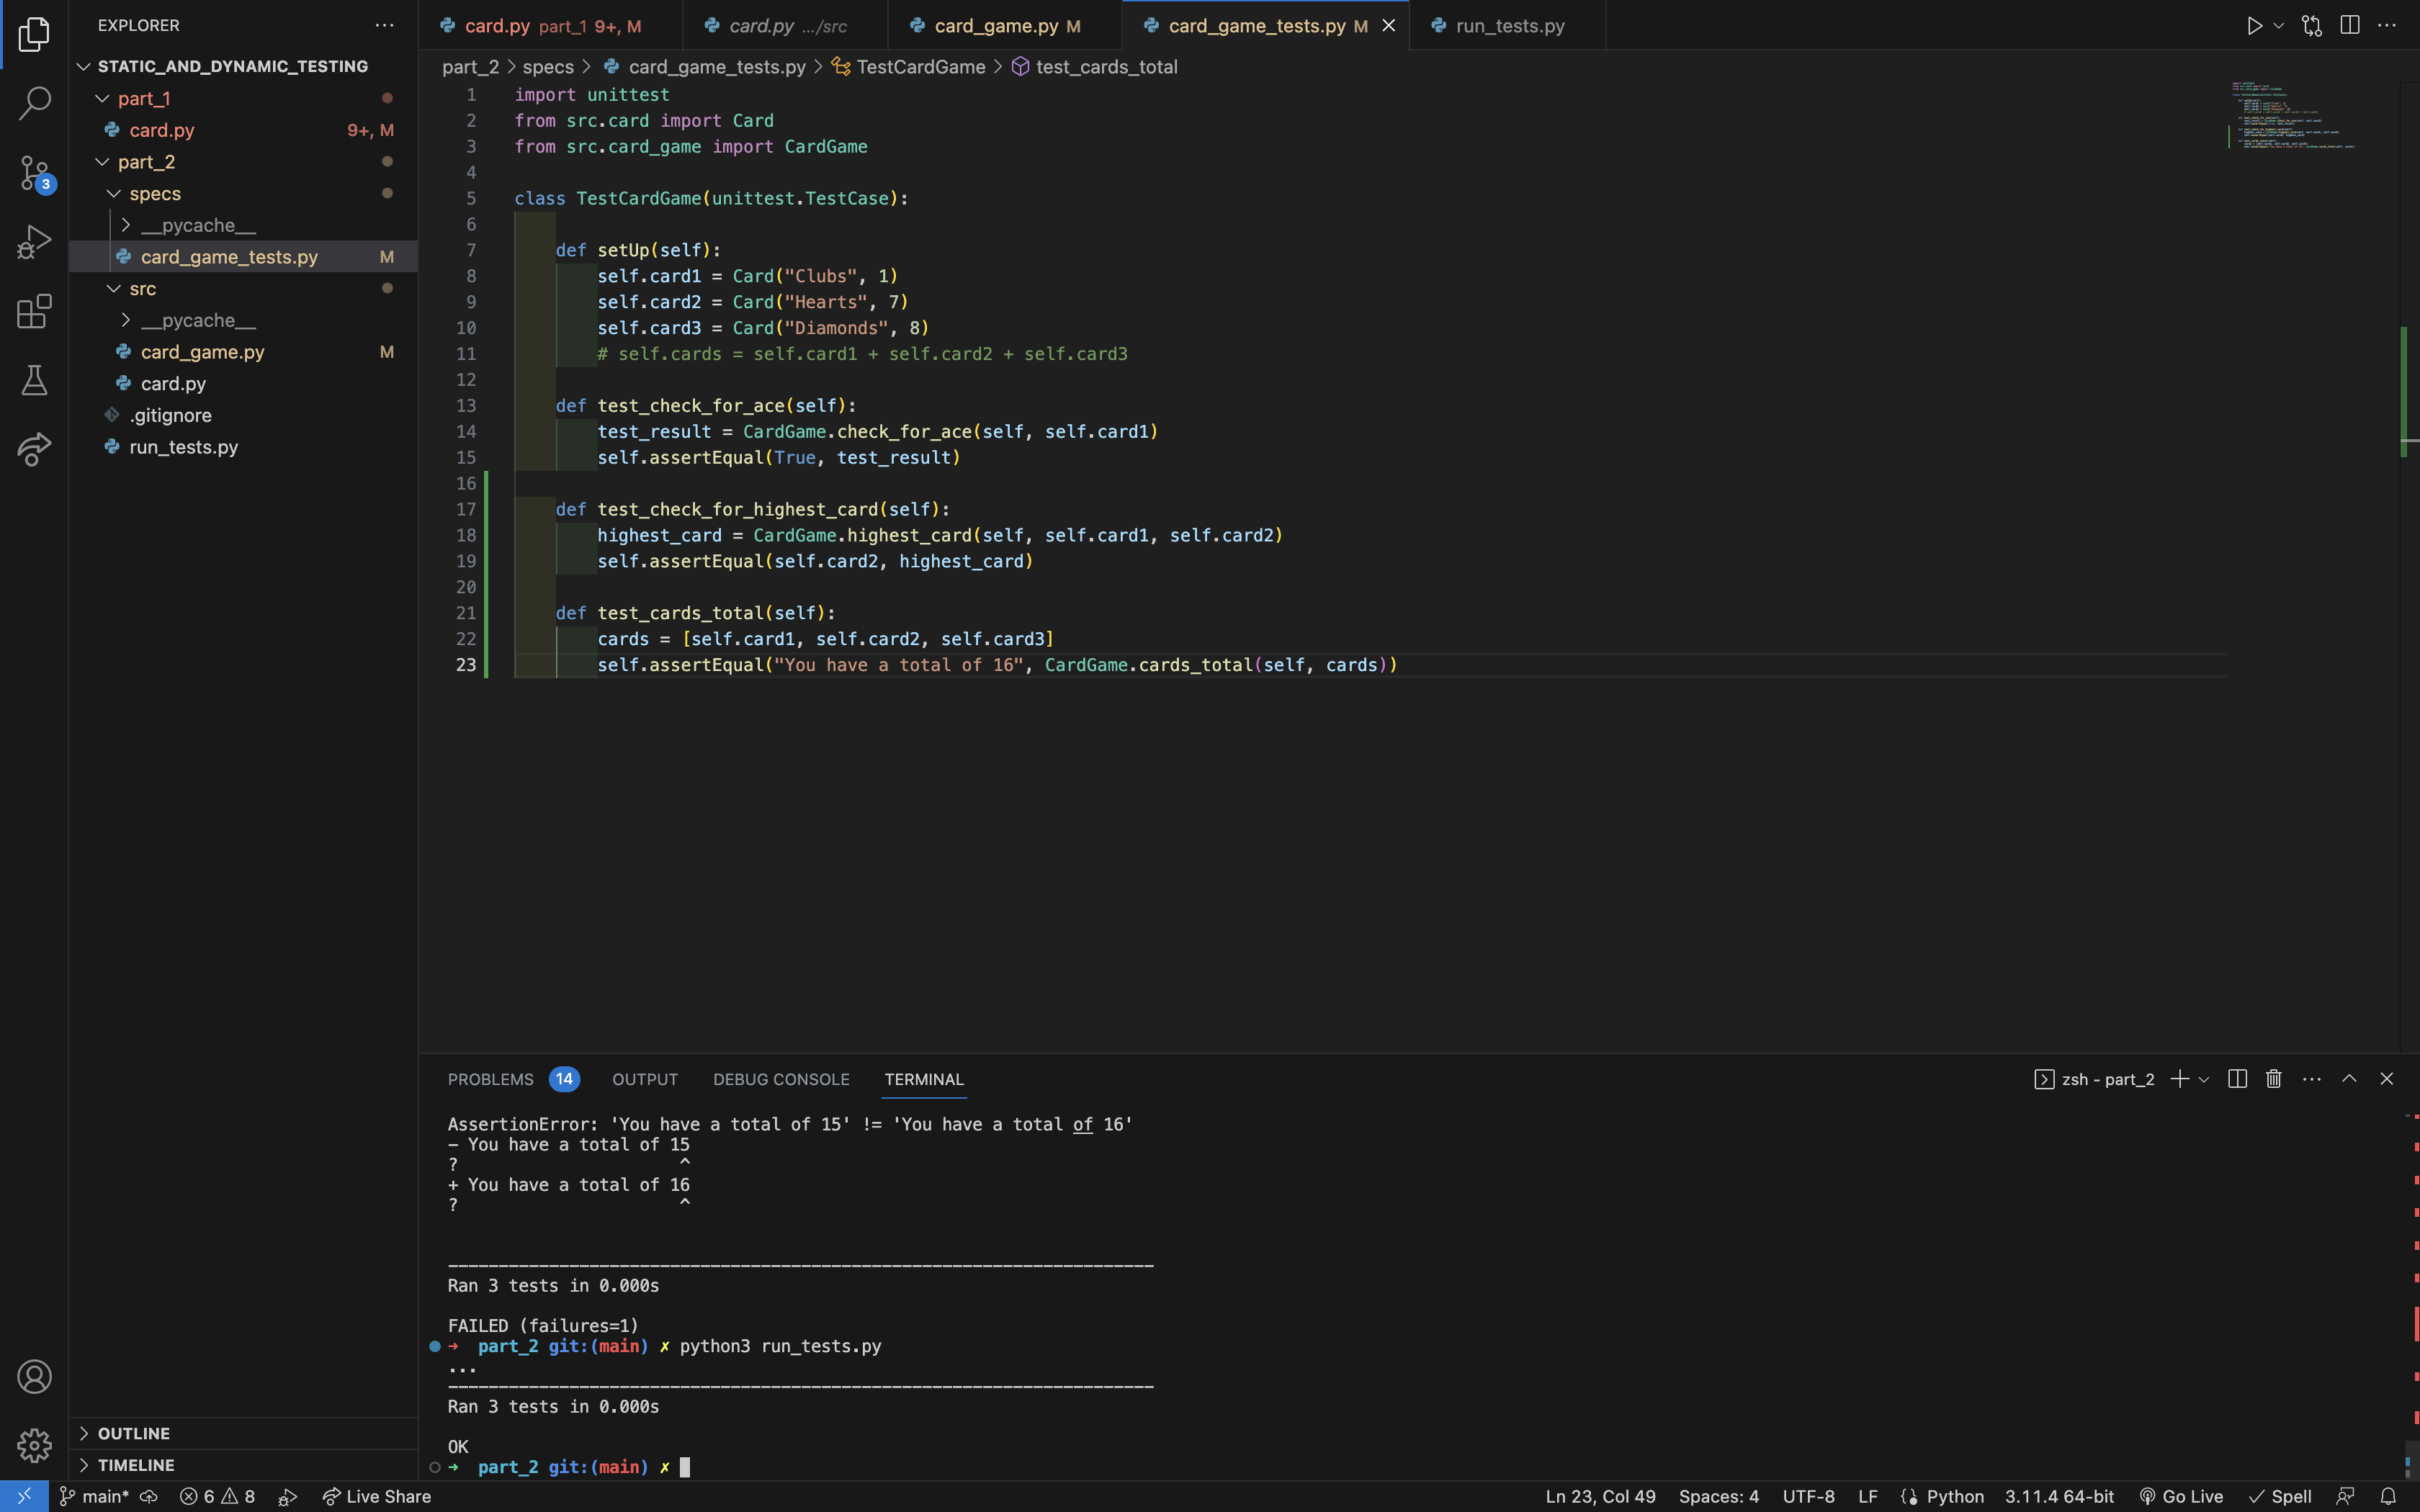 EXPLORER
STATIC_AND_DYNAMIC_TESTING
part_1
card.py 9+, M
part_2
specs
__pycache__
card_game_tests.py M
src
__pycache__
card_game.py M
card.py
.gitignore
run_tests.py
OUTLINE
TIMELINE
3
card.py part_1 9+, M
card.py .../src
card_game.py M
card_game_tests.py M
run_tests.py
part_2 > specs > card_game_tests.py > TestCardGame > test_cards_total
1 import unittest
2 from src.card import Card
3 from src.card_game import CardGame
4
5 class TestCardGame(unittest.TestCase):
6
7 def setUp(self):
8 self.card1 = Card("Clubs", 1)
9 self.card2 = Card("Hearts", 7)
10 self.card3 = Card("Diamonds", 8)
11 # self.cards = self.card1 + self.card2 + self.card3
12
13 def test_check_for_ace(self):
14 test_result = CardGame.check_for_ace(self, self.card1)
15 self.assertEqual(True, test_result)
16
17 def test_check_for_highest_card(self):
18 highest_card = CardGame.highest_card(self, self.card1, self.card2)
19 self.assertEqual(self.card2, highest_card)
20
21 def test_cards_total(self):
22 cards = [self.card1, self.card2, self.card3]
23 self.assertEqual("You have a total of 16", CardGame.cards_total(self, cards))
PROBLEMS 14 OUTPUT DEBUG CONSOLE TERMINAL
zsh - part_2
AssertionError: 'You have a total of 15' != 'You have a total of 16'
- You have a total of 15
? ^
+ You have a total of 16
? ^
----------------------------------------------------------------------
Ran 3 tests in 0.000s
FAILED (failures=1)
➜ part_2 git:(main) ✗ python3 run_tests.py
...
----------------------------------------------------------------------
Ran 3 tests in 0.000s
OK
➜ part_2 git:(main) ✗
main* 6 8 Live Share
Ln 23, Col 49 Spaces: 4 UTF-8 LF Python 3.11.4 64-bit Go Live Spell